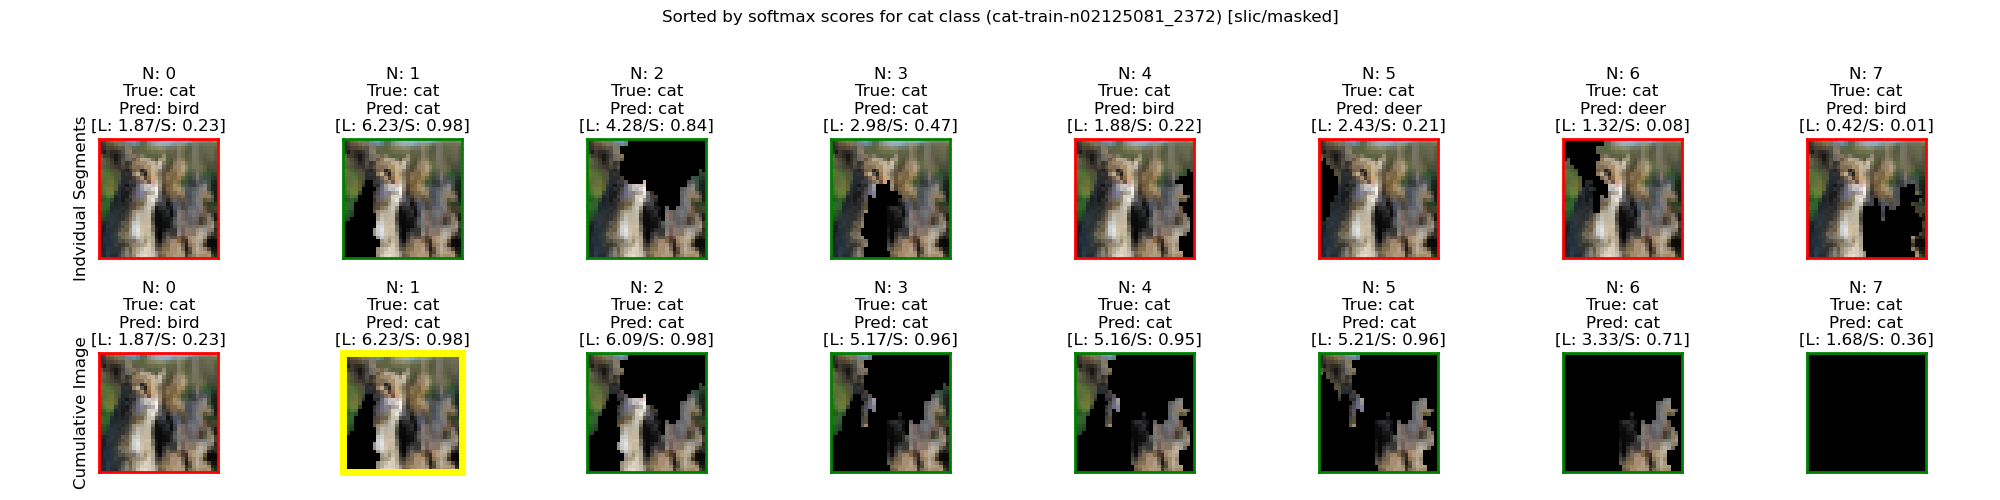 Sorted by softmax scores for cat class (cat-train-n02125081_2372) [slic/masked]
Indvidual Segments
N: 0
True: cat
Pred: bird
[L: 1.87/S: 0.23]
N: 1
True: cat
Pred: cat
[L: 6.23/S: 0.98]
N: 2
True: cat
Pred: cat
[L: 4.28/S: 0.84]
N: 3
True: cat
Pred: cat
[L: 2.98/S: 0.47]
N: 4
True: cat
Pred: bird
[L: 1.88/S: 0.22]
N: 5
True: cat
Pred: deer
[L: 2.43/S: 0.21]
N: 6
True: cat
Pred: deer
[L: 1.32/S: 0.08]
N: 7
True: cat
Pred: bird
[L: 0.42/S: 0.01]
Cumulative Image
N: 0
True: cat
Pred: bird
[L: 1.87/S: 0.23]
N: 1
True: cat
Pred: cat
[L: 6.23/S: 0.98]
N: 2
True: cat
Pred: cat
[L: 6.09/S: 0.98]
N: 3
True: cat
Pred: cat
[L: 5.17/S: 0.96]
N: 4
True: cat
Pred: cat
[L: 5.16/S: 0.95]
N: 5
True: cat
Pred: cat
[L: 5.21/S: 0.96]
N: 6
True: cat
Pred: cat
[L: 3.33/S: 0.71]
N: 7
True: cat
Pred: cat
[L: 1.68/S: 0.36]